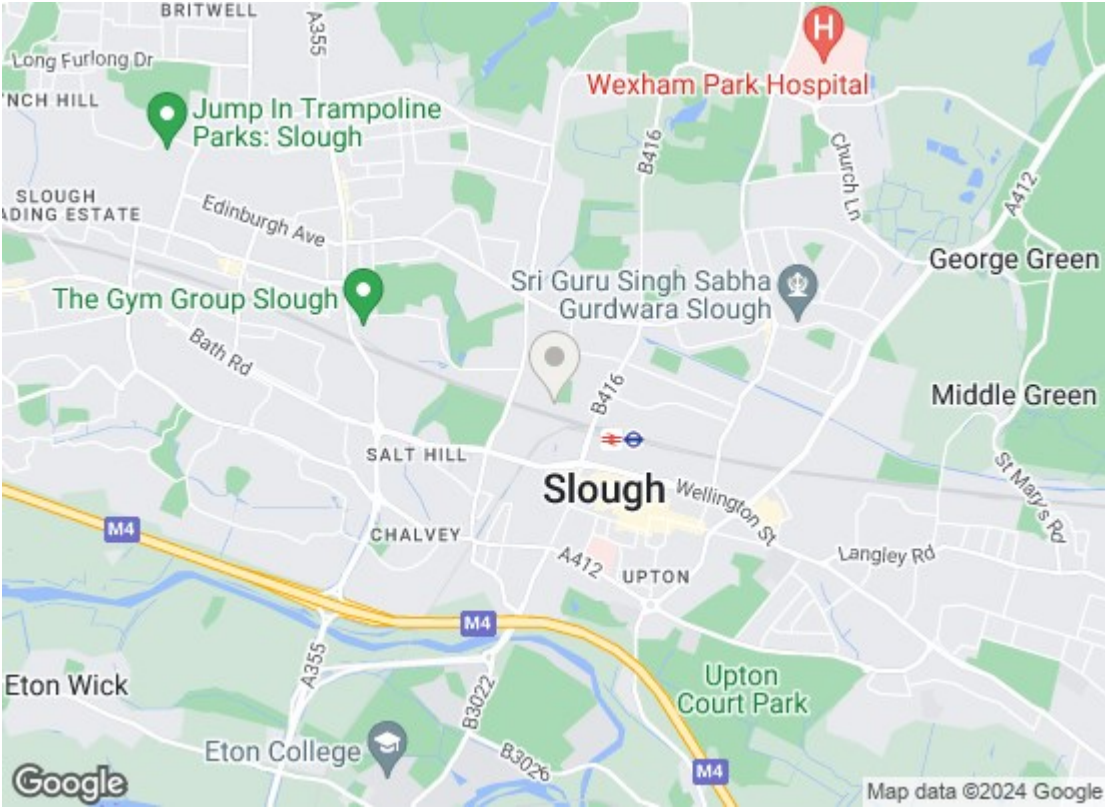 BRITWELL
A355
Long Furlong Dr
YNCH HILL
Jump In Trampoline
Parks: Slough
H
Wexham Park Hospital
B416
Church Ln
A412
SLOUGH
ADING ESTATE
Edinburgh Ave
George Green
Sri Guru Singh Sabha
Gurdwara Slough
The Gym Group Slough
Bath Rd
B416
Middle Green
SALT HILL
Slough
Wellington St
St Mary's Rd
M4
CHALVEY
A412
UPTON
Langley Rd
M4
A355
B3022
Eton Wick
Upton
Court Park
Eton College
B3026
M4
Google
Map data ©2024 Google